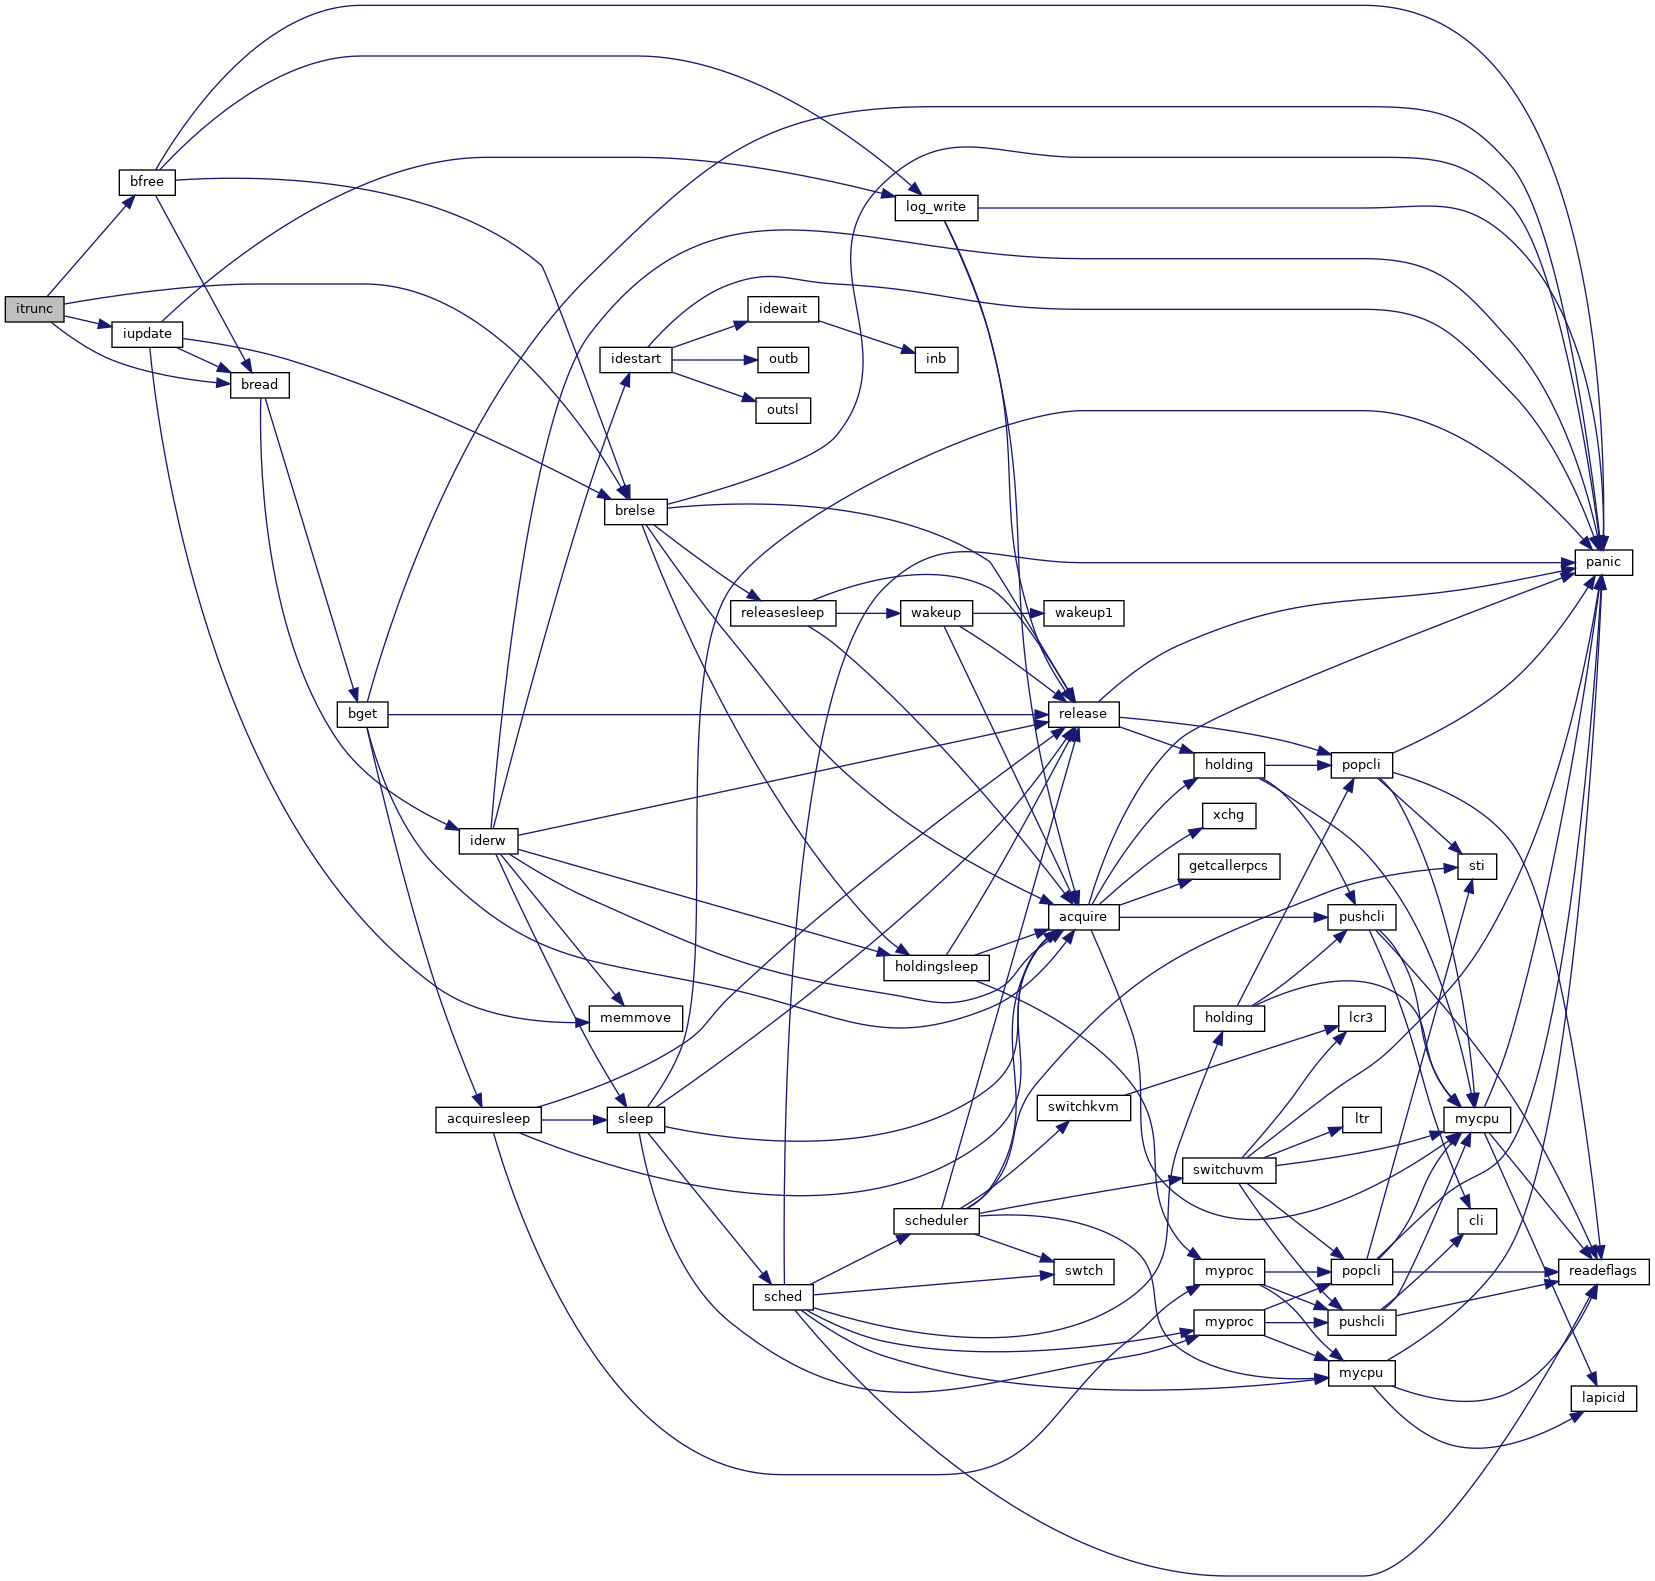 bfree
log_write
itrunc
idewait
iupdate
idestart
outb
inb
bread
outsl
brelse
panic
releasesleep
wakeup
wakeup1
bget
release
holding
popcli
xchg
iderw
getcallerpcs
sti
acquire
pushcli
holdingsleep
memmove
holding
lcr3
switchkvm
acquiresleep
sleep
ltr
mycpu
switchuvm
scheduler
cli
swtch
myproc
popcli
readeflags
sched
myproc
pushcli
mycpu
lapicid